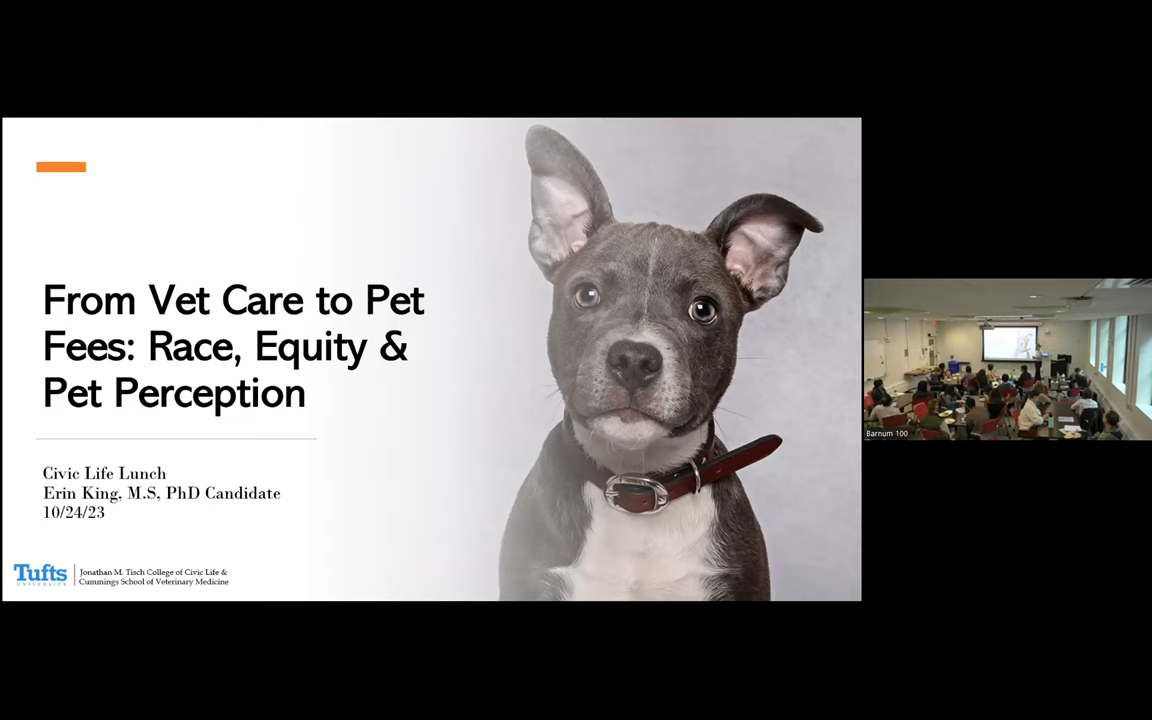 From Vet Care to Pet
Fees: Race, Equity &
Pet Perception
Civic Life Lunch
Erin King, M.S, PhD Candidate
10/24/23
Tufts
UNIVERSITY
Jonathan M. Tisch College of Civic Life &
Cummings School of Veterinary Medicine
Barnum 100